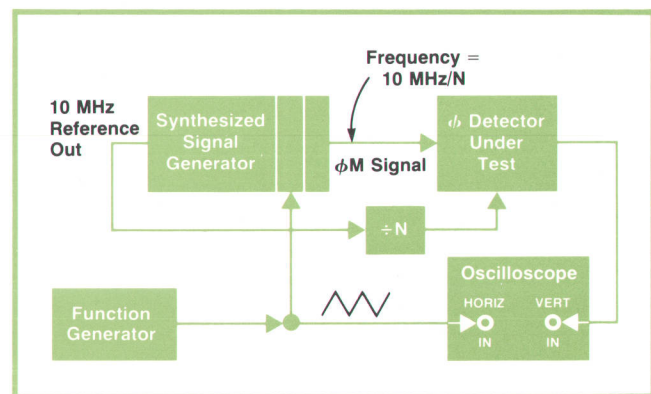 Frequency =
10 MHz/N
10 MHz
Reference
Out
Synthesized
Signal
Generator
ϕM Signal
ϕ Detector
Under
Test
÷N
Function
Generator
Oscilloscope
HORIZ
VERT
IN
IN